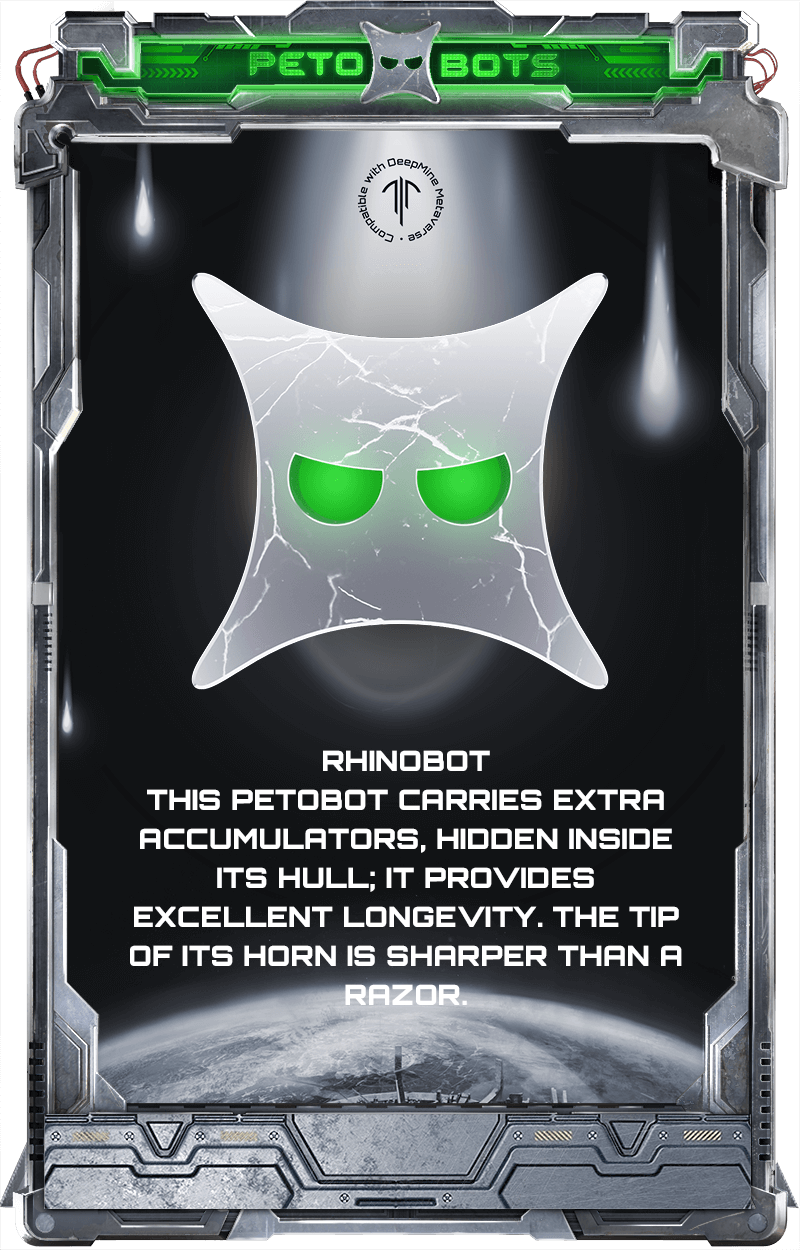 PETO BOTS
Compatible with DeepMine Metaverse •
RHINOBOT
THIS PETOBOT CARRIES EXTRA
ACCUMULATORS, HIDDEN INSIDE
ITS HULL; IT PROVIDES
EXCELLENT LONGEVITY. THE TIP
OF ITS HORN IS SHARPER THAN A
RAZOR.